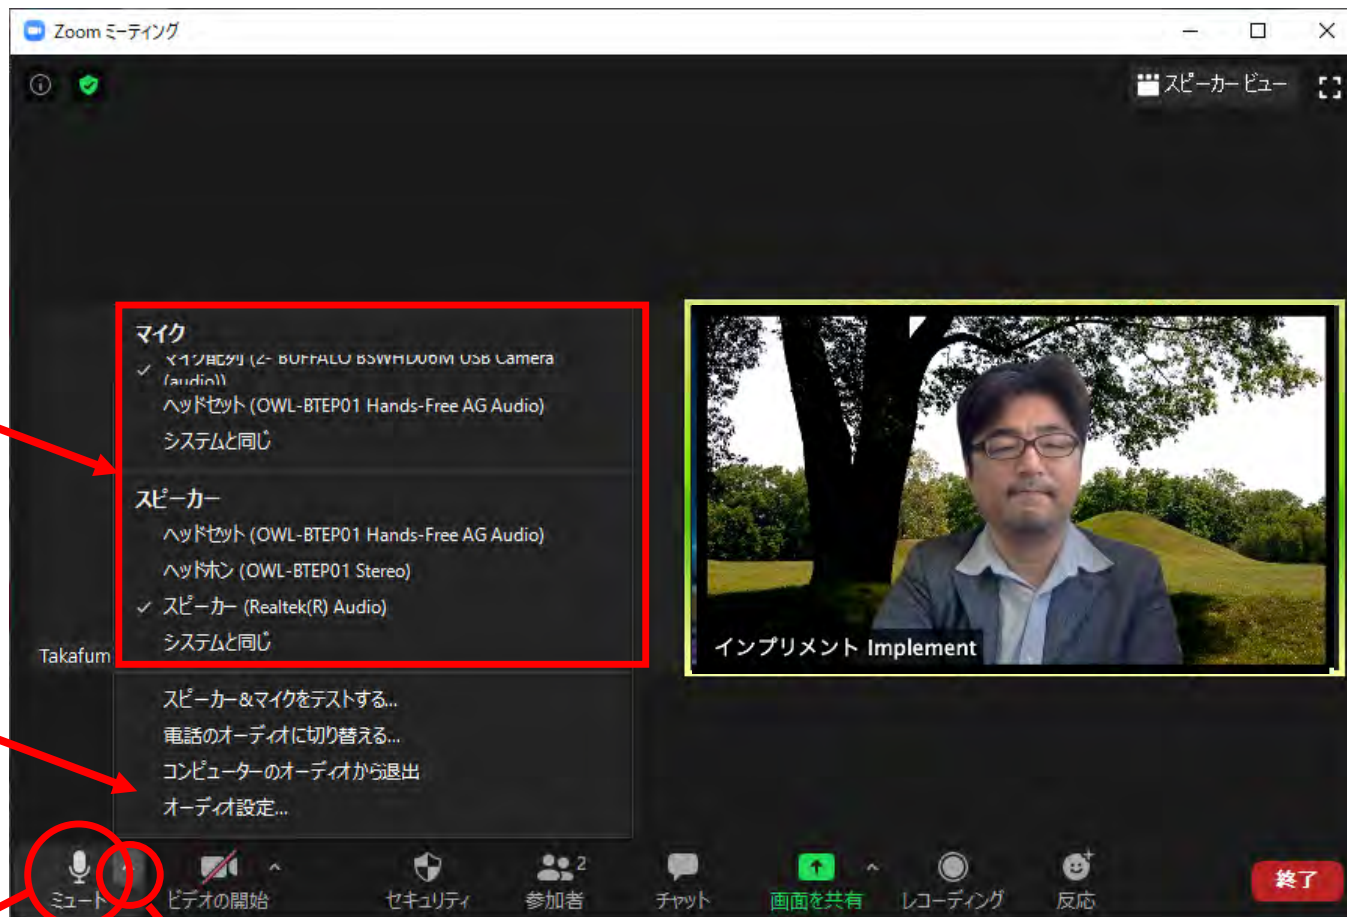 Zoom ミーティング
スピーカー ビュー
マイク
マイク配列 (2- BUFFALO BSWHD06M USB Camera
(audio))
ヘッドセット (OWL-BTEP01 Hands-Free AG Audio)
システムと同じ
スピーカー
ヘッドセット (OWL-BTEP01 Hands-Free AG Audio)
ヘッドホン (OWL-BTEP01 Stereo)
スピーカー (Realtek(R) Audio)
システムと同じ
Takafum
インプリメント Implement
スピーカー&マイクをテストする...
電話のオーディオに切り替える...
コンピューターのオーディオから退出
オーディオ設定...
ミュート
ビデオの開始
セキュリティ
2
参加者
チャット
画面を共有
レコーディング
反応
終了